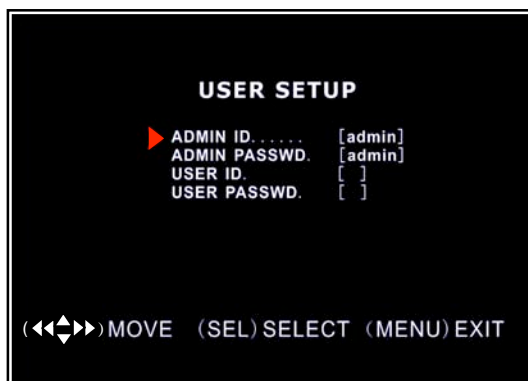 USER SETUP
ADMIN ID...... [admin]
ADMIN PASSWD. [admin]
USER ID. [ ]
USER PASSWD. [ ]
(◀◀▲▼▶▶) MOVE (SEL) SELECT (MENU) EXIT